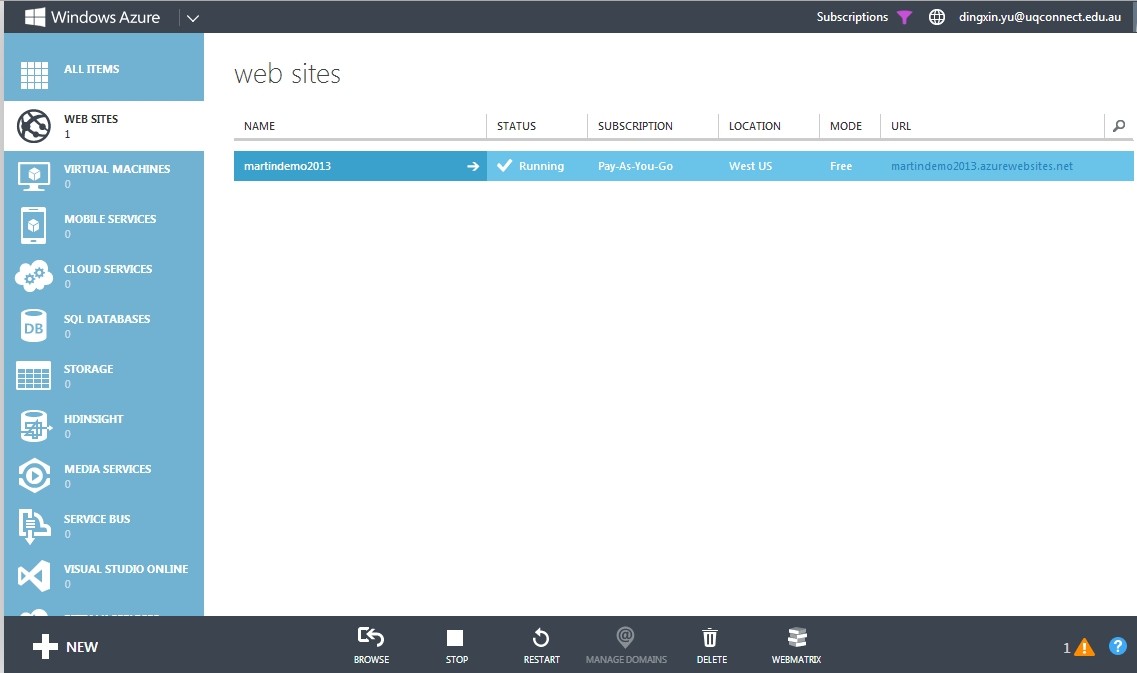 Windows Azure
Subscriptions
dingxin.yu@uqconnect.edu.au
ALL ITEMS
WEB SITES
1
VIRTUAL MACHINES
0
MOBILE SERVICES
0
CLOUD SERVICES
0
SQL DATABASES
0
DB
STORAGE
0
HDINSIGHT
0
MEDIA SERVICES
0
SERVICE BUS
0
VISUAL STUDIO ONLINE
0
web sites
NAME STATUS SUBSCRIPTION LOCATION MODE URL
martindemo2013 Running Pay-As-You-Go West US Free martindemo2013.azurewebsites.net
NEW
BROWSE
STOP
RESTART
@
MANAGE DOMAINS
DELETE
WEBMATRIX
1
!
?